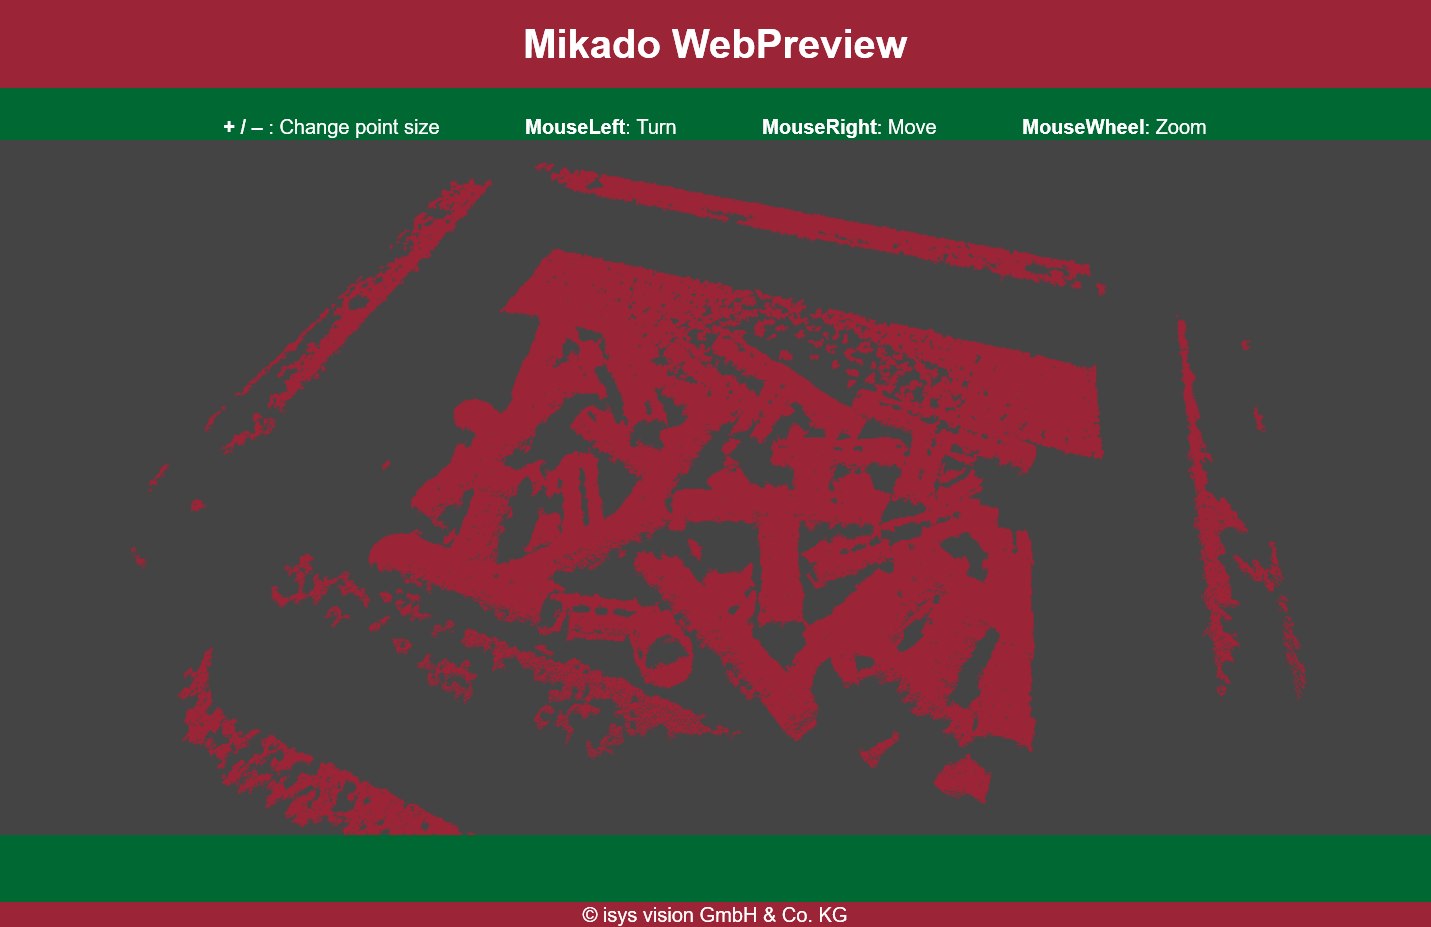 Mikado WebPreview
+ / – : Change point size MouseLeft: Turn MouseRight: Move MouseWheel: Zoom
© isys vision GmbH & Co. KG